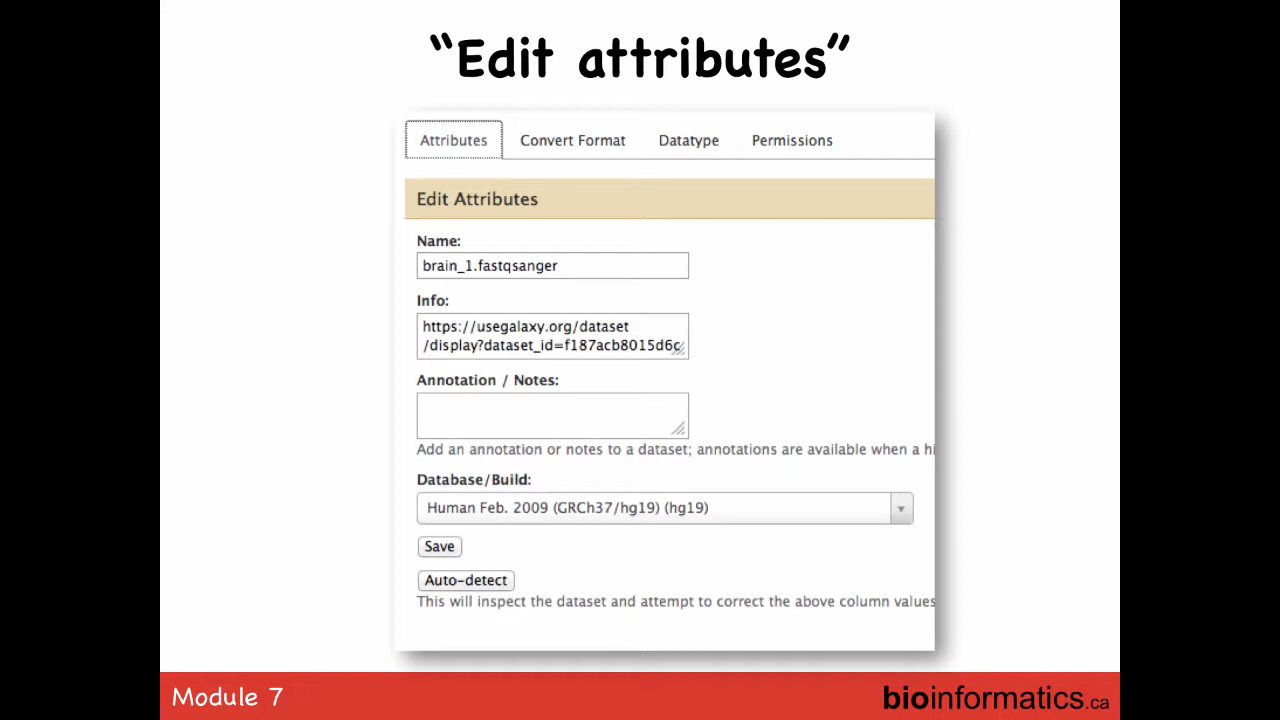 “Edit attributes”
Attributes Convert Format Datatype Permissions
Edit Attributes
Name:
brain_1.fastqsanger
Info:
https://usegalaxy.org/dataset
/display?dataset_id=f187acb8015d6c
Annotation / Notes:
Add an annotation or notes to a dataset; annotations are available when a hi
Database/Build:
Human Feb. 2009 (GRCh37/hg19) (hg19)
Save
Auto-detect
This will inspect the dataset and attempt to correct the above column values
Module 7
bioinformatics.ca